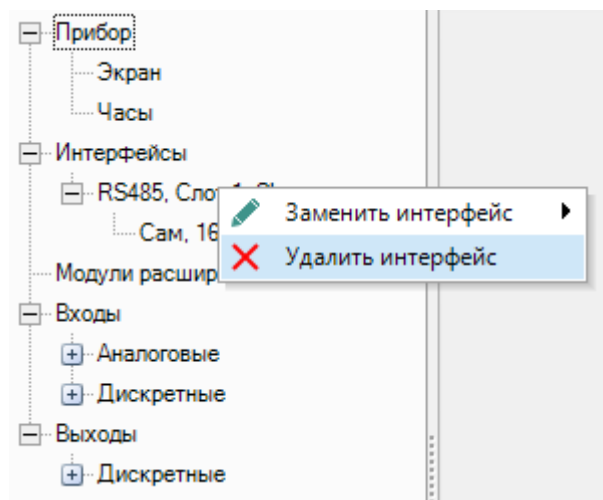 Прибор
Экран
Часы
Интерфейсы
RS485, Слот 1,
Заменить интерфейс
Сам, 16
Удалить интерфейс
Модули расшир
Входы
Аналоговые
Дискретные
Выходы
Дискретные